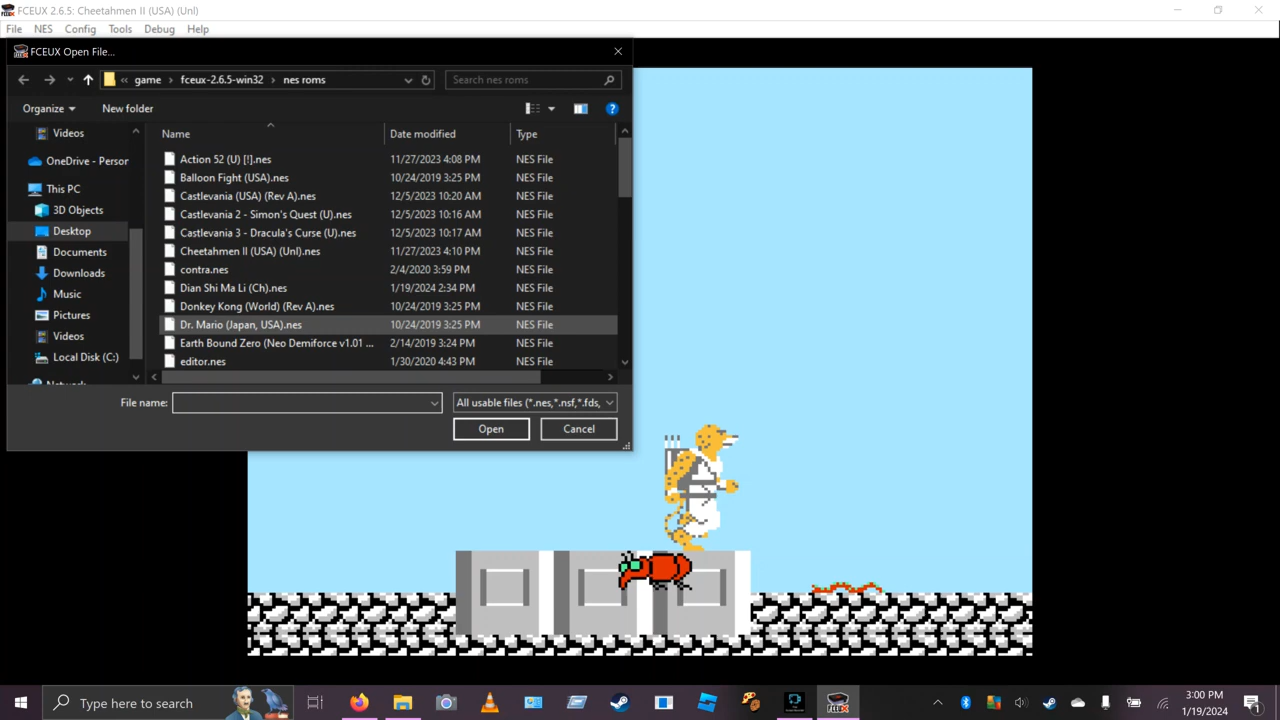 FCEUX 2.6.5: Cheetahmen II (USA) (Unl)
File NES Config Tools Debug Help
FCEUX Open File...
« game › fceux-2.6.5-win32 › nes roms
Search nes roms
Organize New folder
Name Date modified Type
Videos
OneDrive - Person
This PC
3D Objects
Desktop
Documents
Downloads
Music
Pictures
Videos
Local Disk (C:)
Network
Action 52 (U) [!].nes 11/27/2023 4:08 PM NES File
Balloon Fight (USA).nes 10/24/2019 3:25 PM NES File
Castlevania (USA) (Rev A).nes 12/5/2023 10:20 AM NES File
Castlevania 2 - Simon's Quest (U).nes 12/5/2023 10:16 AM NES File
Castlevania 3 - Dracula's Curse (U).nes 12/5/2023 10:17 AM NES File
Cheetahmen II (USA) (Unl).nes 11/27/2023 4:10 PM NES File
contra.nes 2/4/2020 3:59 PM NES File
Dian Shi Ma Li (Ch).nes 1/19/2024 2:34 PM NES File
Donkey Kong (World) (Rev A).nes 10/24/2019 3:25 PM NES File
Dr. Mario (Japan, USA).nes 10/24/2019 3:25 PM NES File
Earth Bound Zero (Neo Demiforce v1.01 ... 2/14/2019 3:24 PM NES File
editor.nes 1/30/2020 4:43 PM NES File
File name: All usable files (*.nes,*.nsf,*.fds,
Open Cancel
Type here to search
3:00 PM
1/19/2024
1